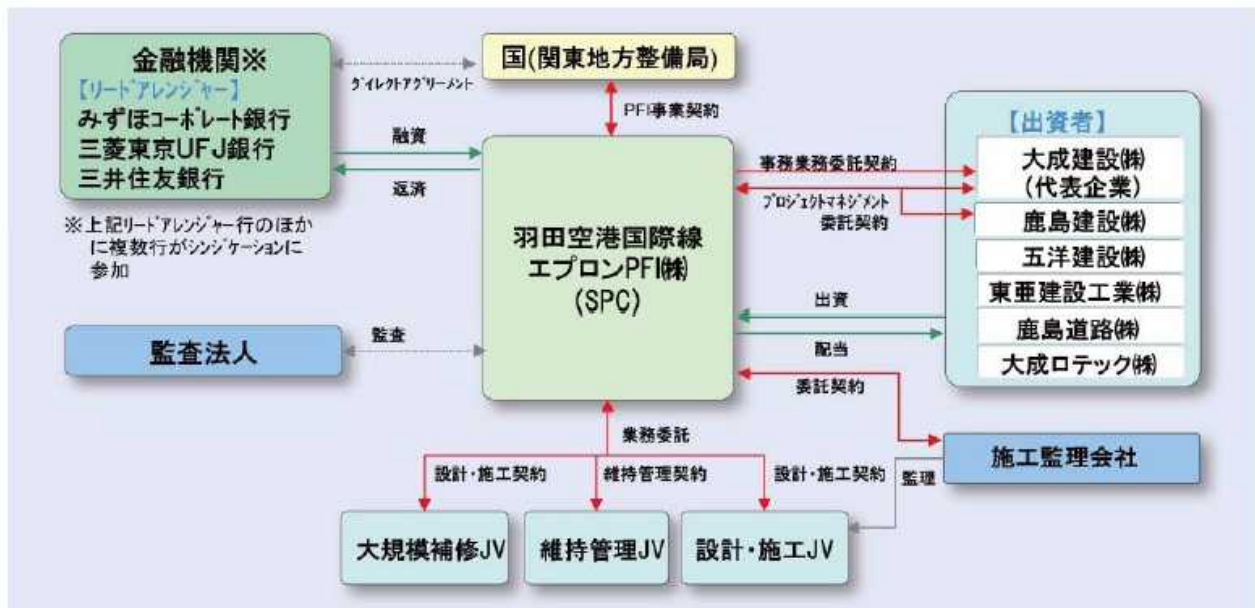 金融機関※
【リードアレンジャー】
みずほコーポレート銀行
三菱東京UFJ銀行
三井住友銀行
※上記リードアレンジャー行のほか
に複数行がシンジケーションに
参加
国(関東地方整備局)
ダイレクトアグリーメント
PFI事業契約
融資
返済
羽田空港国際線
エプロンPFI㈱
(SPC)
監査法人
監査
事務業務委託契約
プロジェクトマネジメント
委託契約
出資
配当
委託契約
【出資者】
大成建設㈱
(代表企業)
鹿島建設㈱
五洋建設㈱
東亜建設工業㈱
鹿島道路㈱
大成ロテック㈱
施工監理会社
監理
業務委託
設計・施工契約
維持管理契約
設計・施工契約
大規模補修JV
維持管理JV
設計・施工JV